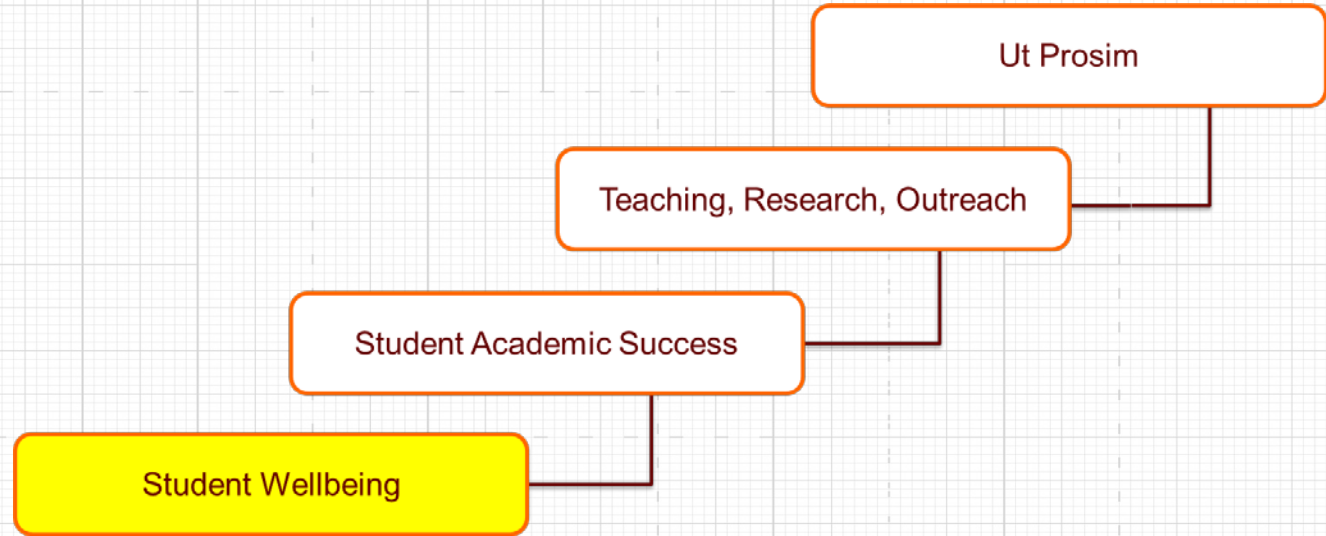 Ut Prosim
Teaching, Research, Outreach
Student Academic Success
Student Wellbeing